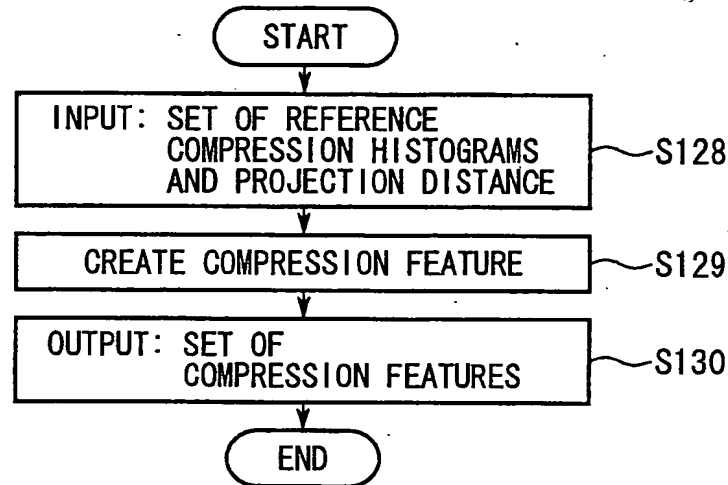 START
INPUT: SET OF REFERENCE
COMPRESSION HISTOGRAMS
AND PROJECTION DISTANCE
S128
CREATE COMPRESSION FEATURE
S129
OUTPUT: SET OF
COMPRESSION FEATURES
S130
END